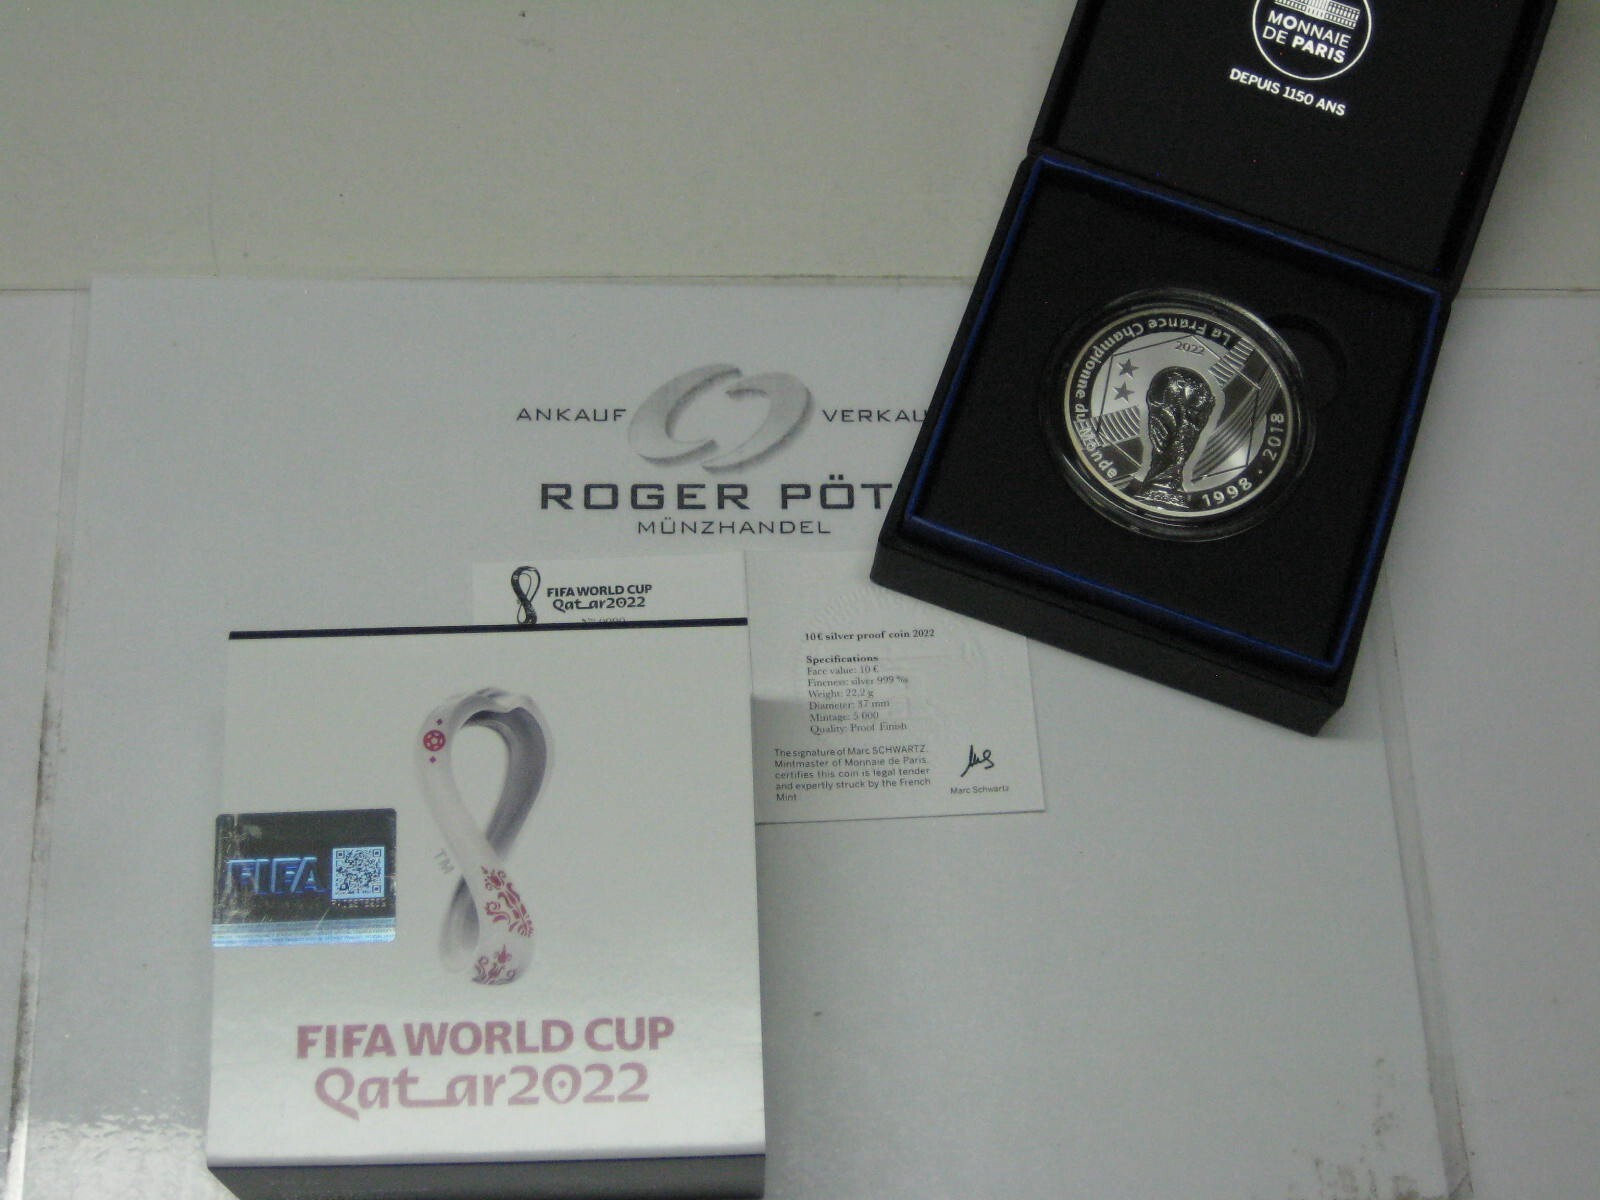 MONNAIE
DE PARIS
DEPUIS 1150 ANS
La France Championne du Monde
2022
1998 · 2018
ANKAUF VERKAU
ROGER PÖT
MÜNZHANDEL
FIFA WORLD CUP
Qatar2022
10 € silver proof coin 2022
Specifications
Face value: 10 €
Fineness: silver 999 ‰
Weight: 22,2 g
Diameter: 37 mm
Mintage: 5 000
Quality: Proof Finish
The signature of Marc SCHWARTZ,
Mintmaster of Monnaie de Paris,
certifies this coin is legal tender
and expertly struck by the French
Mint
Marc Schwartz
TM
FIFA
FIFA WORLD CUP
Qatar2022